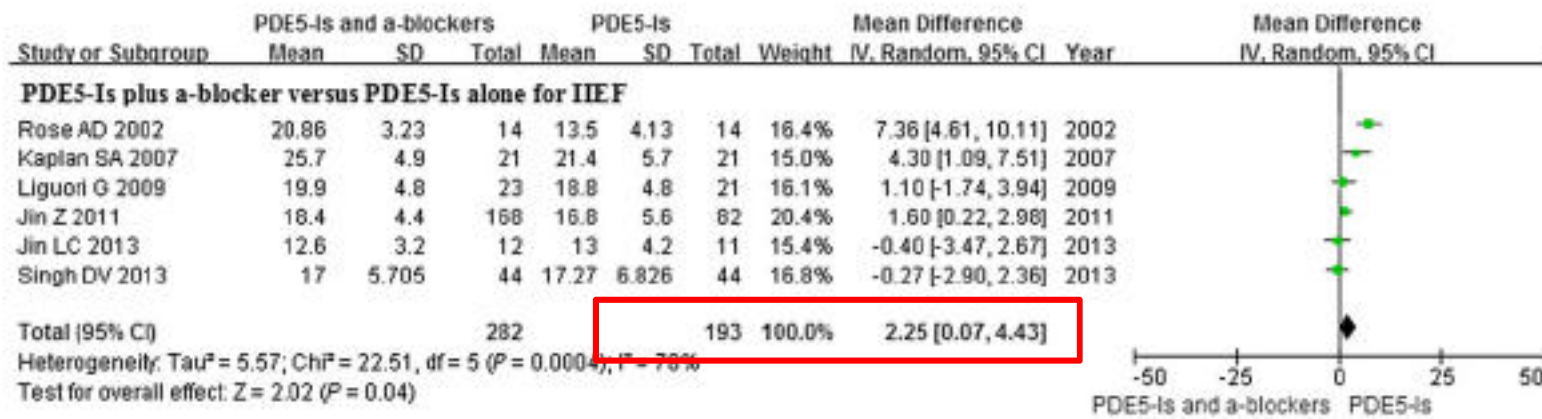 PDE5-Is and a-blockers PDE5-Is Mean Difference Mean Difference
Study or Subgroup Mean SD Total Mean SD Total Weight IV, Random, 95% CI Year IV, Random, 95% CI
PDE5-Is plus a-blocker versus PDE5-Is alone for IIEF
Rose AD 2002 20.86 3.23 14 13.5 4.13 14 16.4% 7.36 [4.61, 10.11] 2002
Kaplan SA 2007 25.7 4.9 21 21.4 5.7 21 15.0% 4.30 [1.09, 7.51] 2007
Liguori G 2009 19.9 4.8 23 18.8 4.8 21 16.1% 1.10 [-1.74, 3.94] 2009
Jin Z 2011 18.4 4.4 168 16.8 5.6 82 20.4% 1.60 [0.22, 2.98] 2011
Jin LC 2013 12.6 3.2 12 13 4.2 11 15.4% -0.40 [-3.47, 2.67] 2013
Singh DV 2013 17 5.705 44 17.27 6.826 44 16.8% -0.27 [-2.90, 2.36] 2013
Total (95% CI) 282 193 100.0% 2.25 [0.07, 4.43]
Heterogeneity: Tau² = 5.57; Chi² = 22.51, df = 5 (P = 0.0004); I² = 78%
Test for overall effect: Z = 2.02 (P = 0.04)
-50 -25 0 25 50
PDE5-Is and a-blockers PDE5-Is